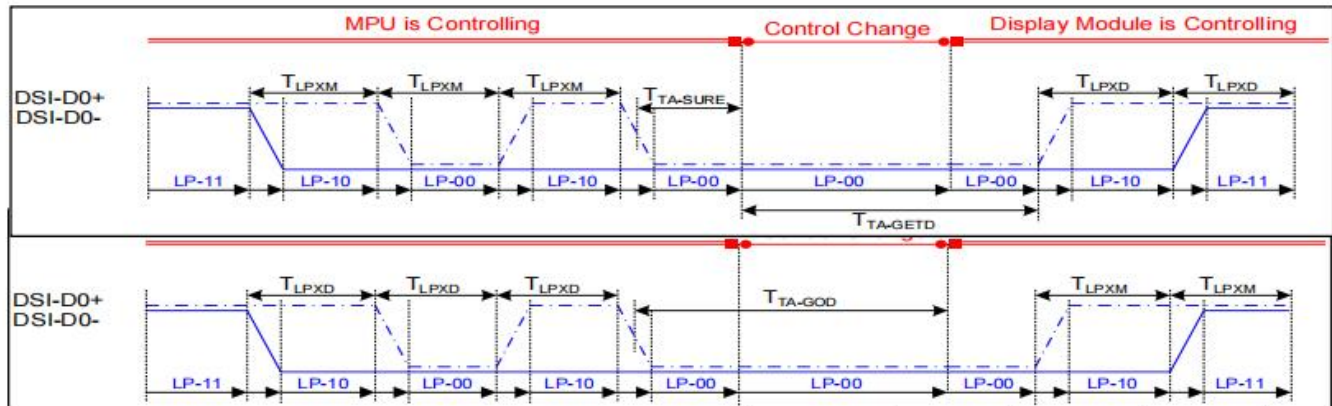 MPU is Controlling Control Change Display Module is Controlling
TLPXM TLPXM TLPXM TTA-SURE TLPXD TLPXD
DSI-D0+
DSI-D0-
LP-11 LP-10 LP-00 LP-10 LP-00 LP-00 LP-00 LP-10 LP-11
TTA-GETD
TLPXD TLPXD TLPXD TTA-GOD TLPXM TLPXM
DSI-D0+
DSI-D0-
LP-11 LP-10 LP-00 LP-10 LP-00 LP-00 LP-00 LP-10 LP-11